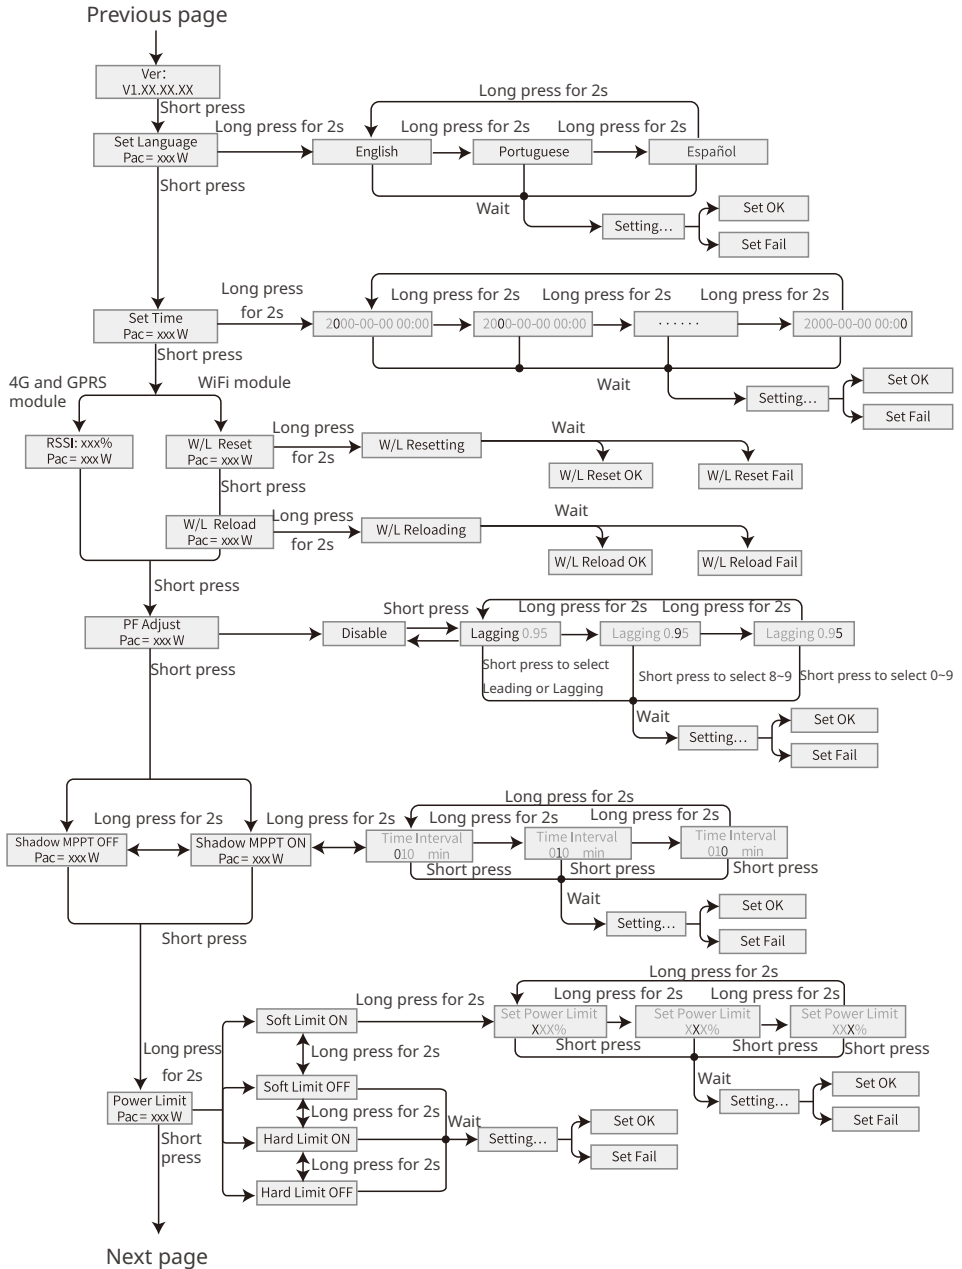 Previous page
Ver:
V1.XX.XX.XX
Short press
Long press for 2s
Long press for 2s
Long press for 2s
Long press for 2s
Set Language
Pac= xxx W
English
Portuguese
Español
Short press
Wait
Set OK
Setting...
Set Fail
Long press
for 2s
Long press for 2s
Long press for 2s
Long press for 2s
Set Time
Pac= xxx W
2000-00-00 00:00
2000-00-00 00:00
······
2000-00-00 00:00
Short press
Wait
4G and GPRS
module
WiFi module
Set OK
Setting...
Set Fail
RSSI: xxx%
Pac= xxx W
W/L Reset
Pac= xxx W
Long press
for 2s
W/L Resetting
Wait
W/L Reset OK
W/L Reset Fail
Short press
W/L Reload
Pac= xxx W
Long press
for 2s
W/L Reloading
Wait
W/L Reload OK
W/L Reload Fail
Short press
PF Adjust
Pac= xxx W
Disable
Short press
Long press for 2s
Long press for 2s
Lagging 0.95
Lagging 0.95
Lagging 0.95
Short press
Short press to select
Leading or Lagging
Short press to select 8~9
Short press to select 0~9
Wait
Setting...
Set OK
Set Fail
Long press for 2s
Long press for 2s
Long press for 2s
Long press for 2s
Long press for 2s
Shadow MPPT OFF
Pac= xxx W
Shadow MPPT ON
Pac= xxx W
Time Interval
010 min
Time Interval
010 min
Time Interval
010 min
Short press
Short press
Short press
Wait
Setting...
Set OK
Set Fail
Short press
Long press for 2s
Long press for 2s
Long press for 2s
Long press for 2s
Soft Limit ON
Set Power Limit
XXX%
Set Power Limit
XXX%
Set Power Limit
XXX%
Short press
Short press
Short press
Long press
for 2s
Long press for 2s
Soft Limit OFF
Wait
Setting...
Set OK
Set Fail
Power Limit
Pac= xxx W
Long press for 2s
Short
press
Hard Limit ON
Wait
Setting...
Set OK
Set Fail
Long press for 2s
Hard Limit OFF
Next page